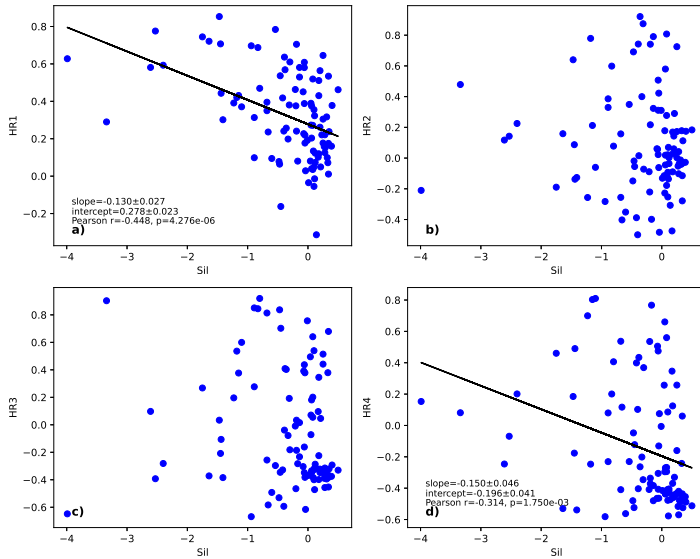 0.8
0.6
0.4
0.2
0.0
−0.2
HR1
slope=-0.130±0.027
intercept=0.278±0.023
Pearson r=-0.448, p=4.276e-06
a)
−4
−3
−2
−1
0
Sil
0.8
0.6
0.4
0.2
0.0
−0.2
−0.4
HR2
b)
−4
−3
−2
−1
0
Sil
0.8
0.6
0.4
0.2
0.0
−0.2
−0.4
−0.6
HR3
c)
−4
−3
−2
−1
0
Sil
0.8
0.6
0.4
0.2
0.0
−0.2
−0.4
−0.6
HR4
slope=-0.150±0.046
intercept=-0.196±0.041
Pearson r=-0.314, p=1.750e-03
d)
−4
−3
−2
−1
0
Sil